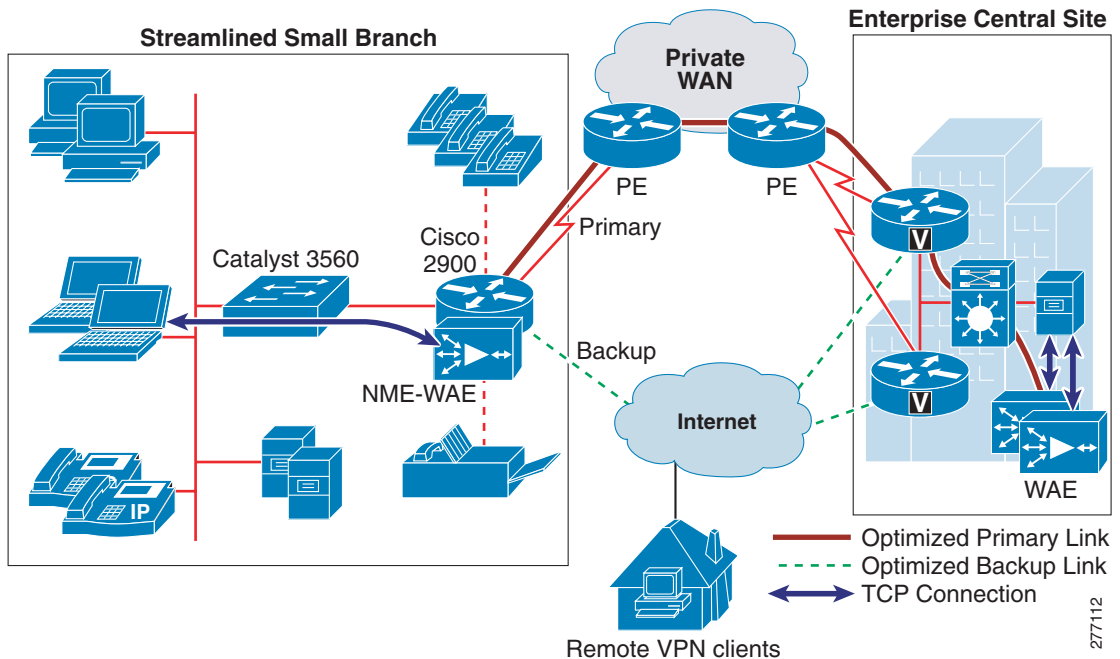 Streamlined Small Branch
Enterprise Central Site
Private
WAN
PE
PE
Primary
Cisco
2900
Catalyst 3560
V
Backup
NME-WAE
Internet
V
WAE
IP
Optimized Primary Link
Optimized Backup Link
TCP Connection
Remote VPN clients
277112